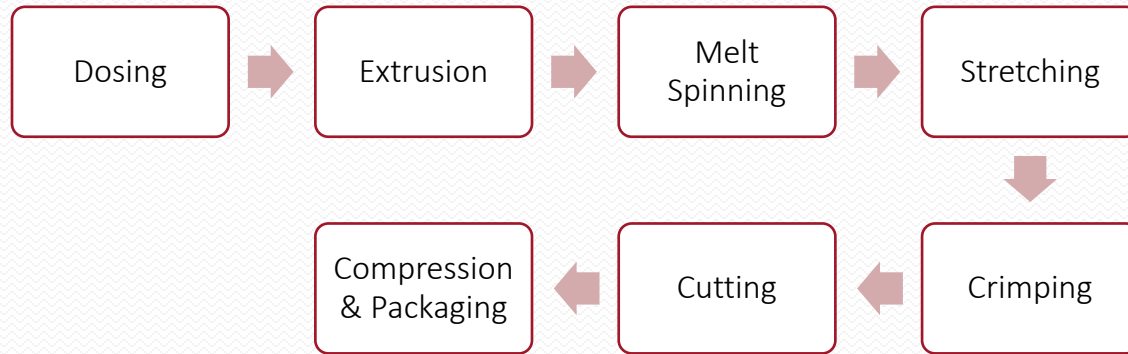 Dosing
Extrusion
Melt
Spinning
Stretching
Crimping
Cutting
Compression
& Packaging